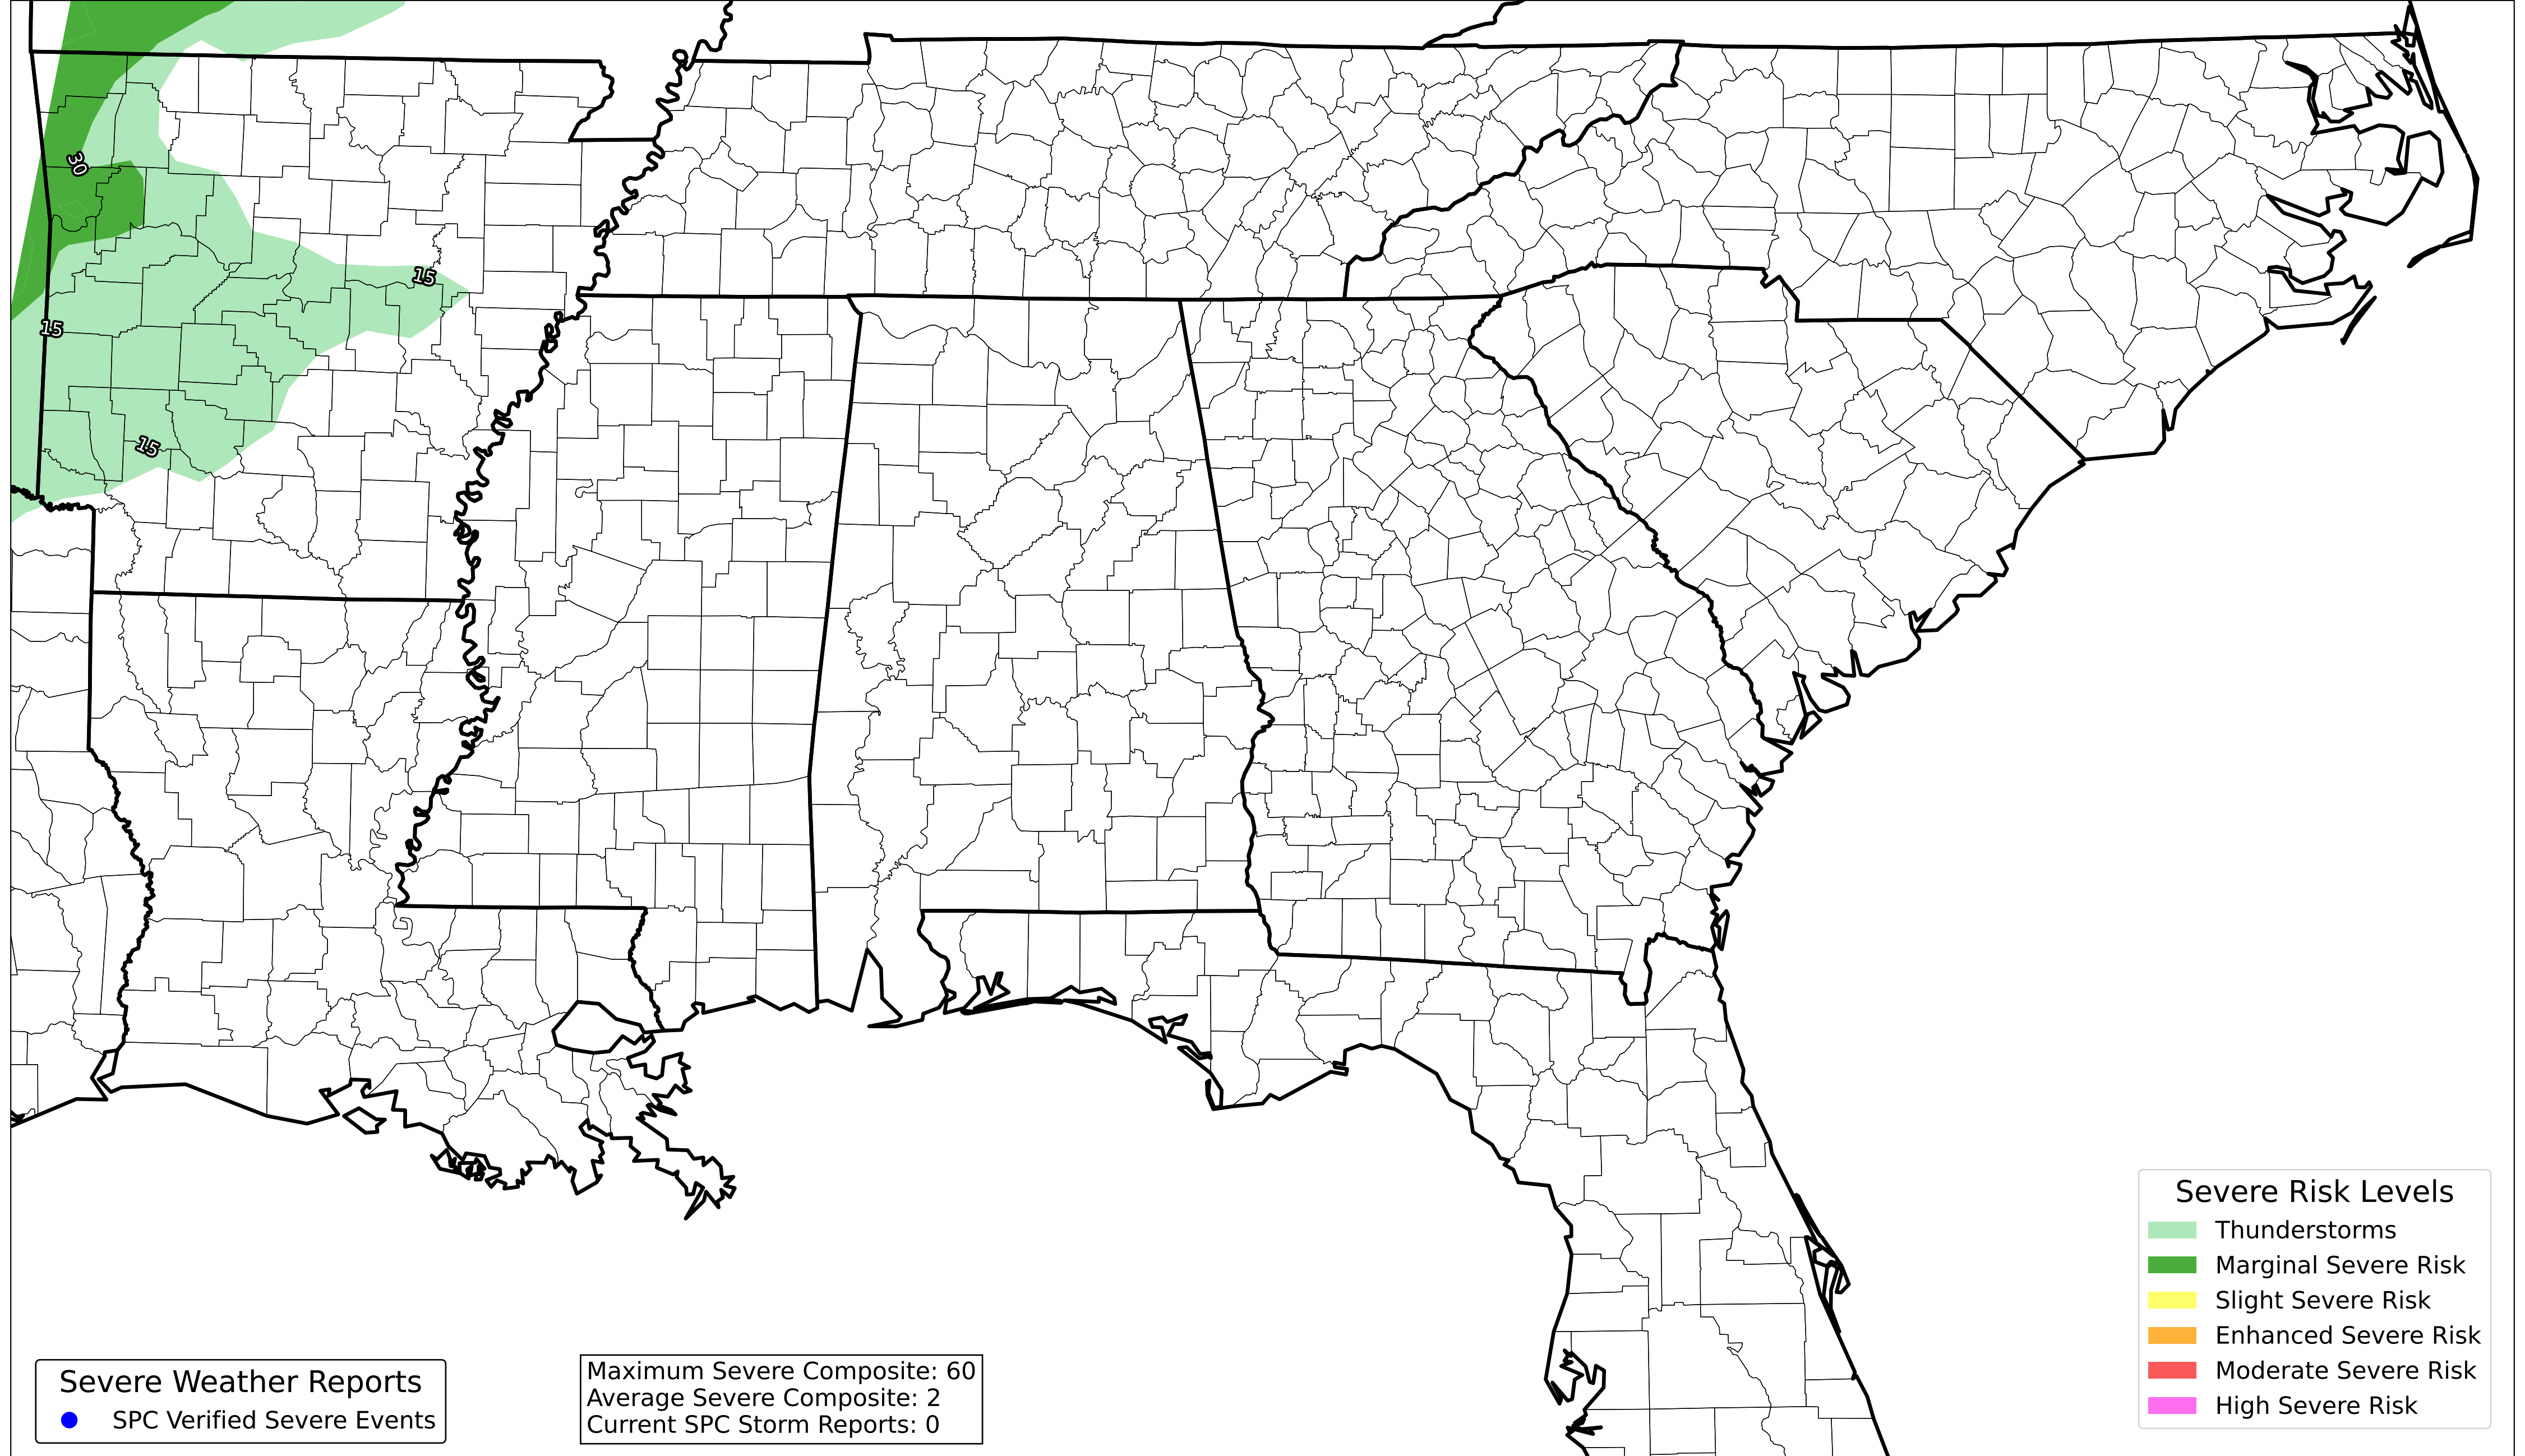 30
15
15
15
Severe Risk Levels
Thunderstorms
Marginal Severe Risk
Slight Severe Risk
Enhanced Severe Risk
Moderate Severe Risk
High Severe Risk
Severe Weather Reports
SPC Verified Severe Events
Maximum Severe Composite: 60
Average Severe Composite: 2
Current SPC Storm Reports: 0